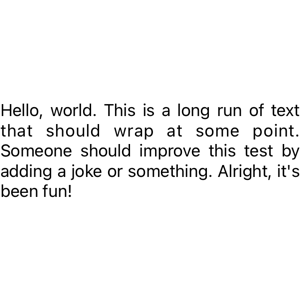 Hello, world. This is a long run of text
that should wrap at some point.
Someone should improve this test by
adding a joke or something. Alright, it's
been fun!